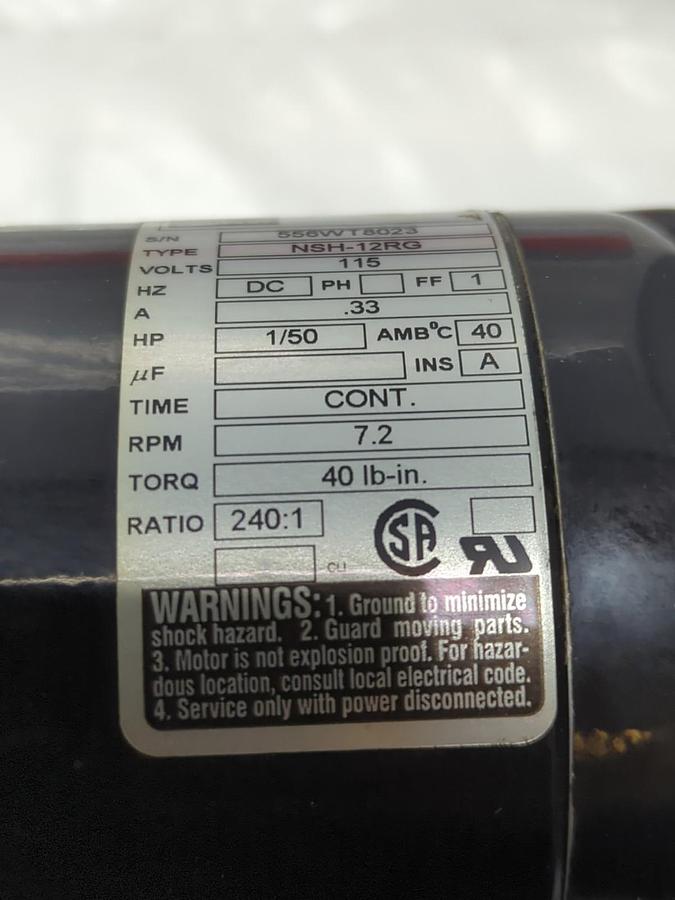 S/N 556WT8023
TYPE NSH-12RG
VOLTS 115
HZ DC PH FF 1
A .33
HP 1/50 AMBºC 40
µF INS A
TIME CONT.
RPM 7.2
TORQ 40 lb-in.
RATIO 240:1
SA
UR
WARNINGS: 1. Ground to minimize
shock hazard. 2. Guard moving parts.
3. Motor is not explosion proof. For hazar-
dous location, consult local electrical code.
4. Service only with power disconnected.